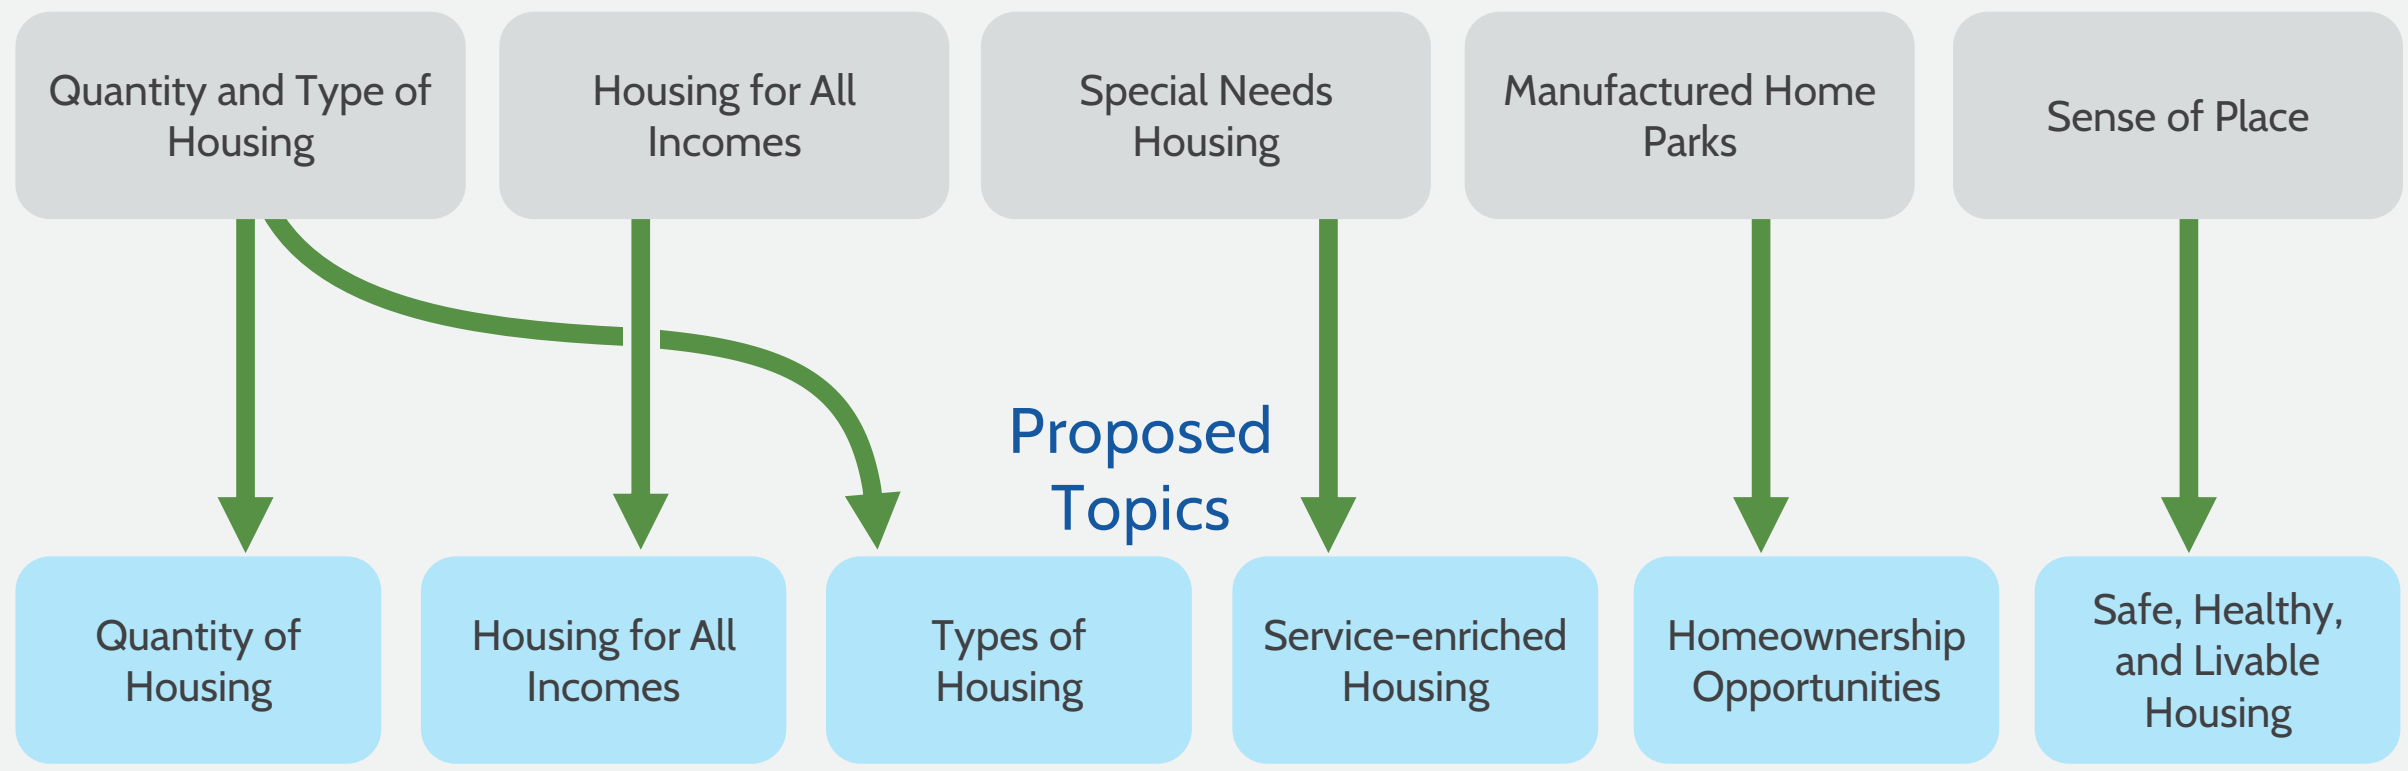 Quantity and Type of
Housing
Housing for All
Incomes
Special Needs
Housing
Manufactured Home
Parks
Sense of Place
Proposed
Topics
Quantity of
Housing
Housing for All
Incomes
Types of
Housing
Service-enriched
Housing
Homeownership
Opportunities
Safe, Healthy,
and Livable
Housing